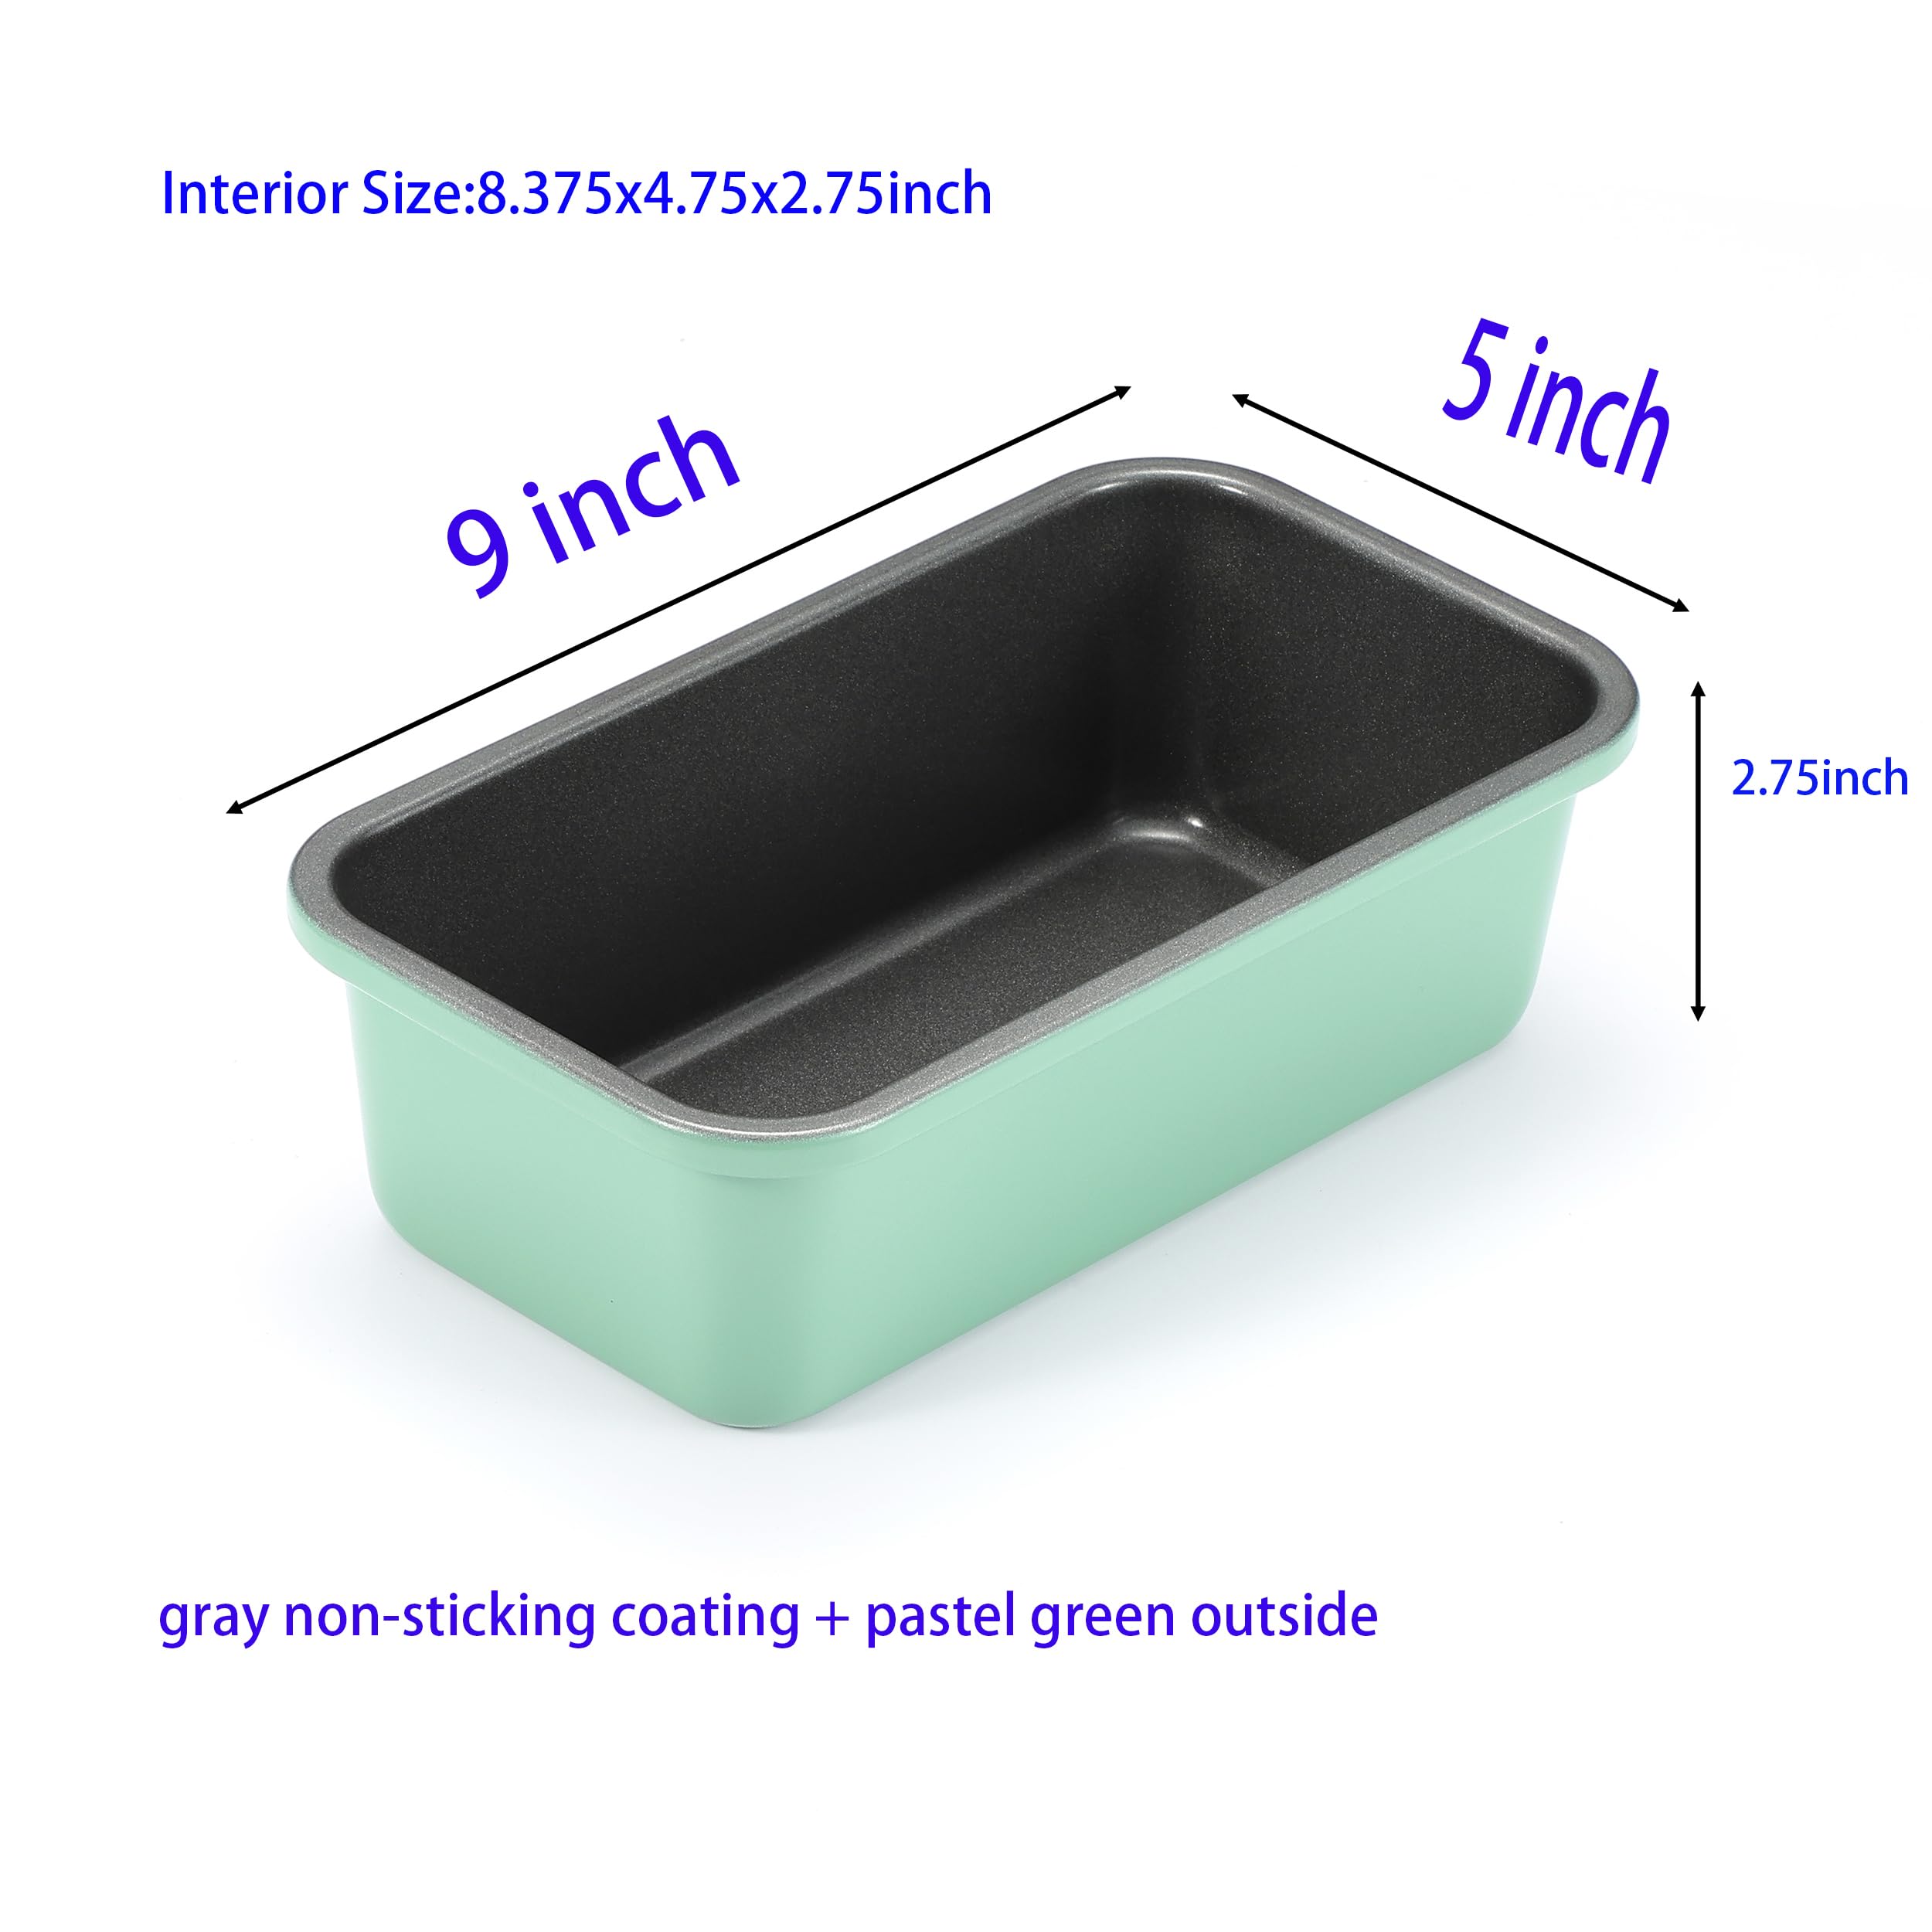 Interior Size:8.375x4.75x2.75inch
9 inch
5 inch
2.75inch
gray non-sticking coating + pastel green outside